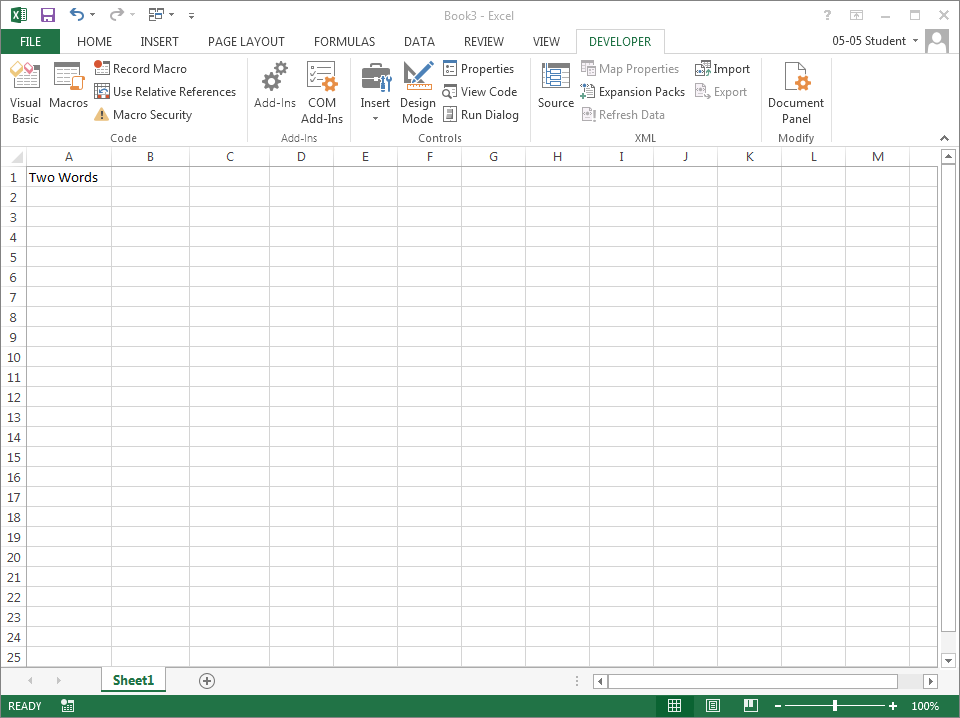 Book3 - Excel
?
FILE HOME INSERT PAGE LAYOUT FORMULAS DATA REVIEW VIEW DEVELOPER 05-05 Student
Visual Basic
Macros
Record Macro
Use Relative References
Macro Security
Code
Add-Ins
COM Add-Ins
Add-Ins
Insert
Design Mode
Properties
View Code
Run Dialog
Controls
Source
Map Properties
Expansion Packs
Refresh Data
Import
Export
XML
Document Panel
Modify
A B C D E F G H I J K L M
1 Two Words
2
3
4
5
6
7
8
9
10
11
12
13
14
15
16
17
18
19
20
21
22
23
24
25
Sheet1
READY 100%